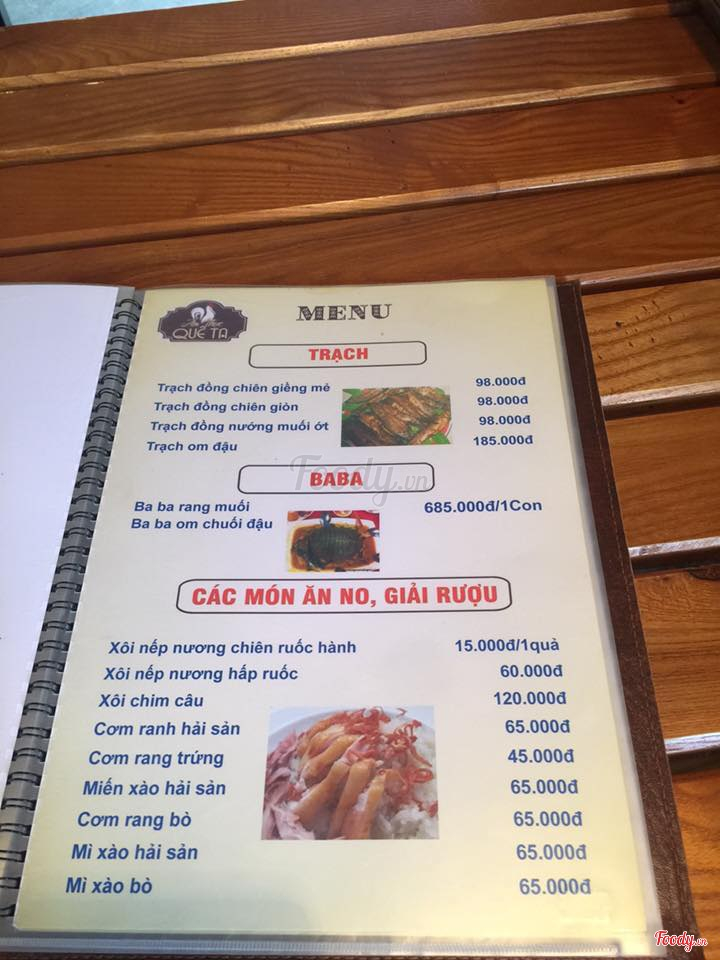 QUÊ TA
MENU
TRẠCH
Trạch đồng chiên giềng mẻ 98.000đ
Trạch đồng chiên giòn 98.000đ
Trạch đồng nướng muối ớt 98.000đ
Trạch om đậu 185.000đ
Foody.vn
BABA
Ba ba rang muối 685.000đ/1Con
Ba ba om chuối đậu
CÁC MÓN ĂN NO, GIẢI RƯỢU
Xôi nếp nương chiên ruốc hành 15.000đ/1quả
Xôi nếp nương hấp ruốc 60.000đ
Xôi chim câu 120.000đ
Cơm ranh hải sản 65.000đ
Cơm rang trứng 45.000đ
Miến xào hải sản 65.000đ
Cơm rang bò 65.000đ
Mì xào hải sản 65.000đ
Mì xào bò 65.000đ
Foody.vn